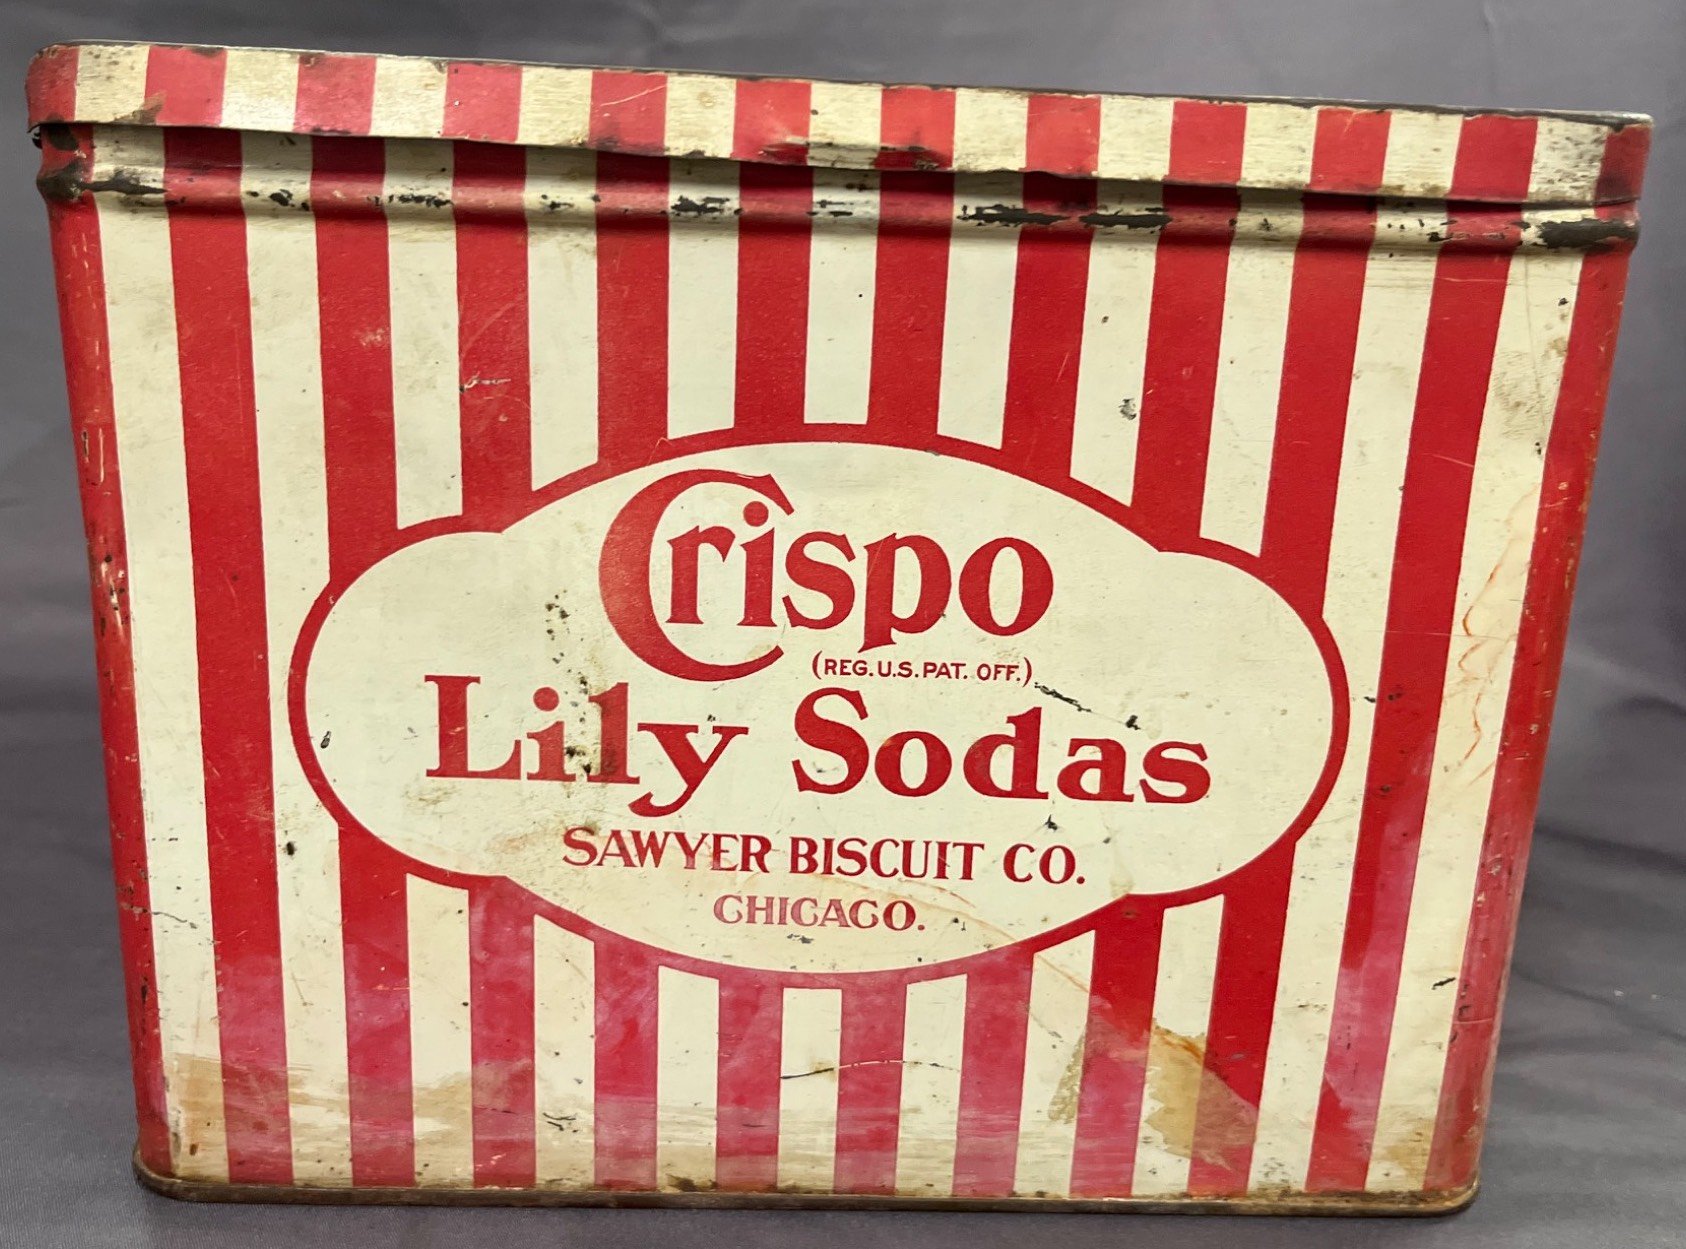 Crispo
(REG. U.S. PAT. OFF.)
Lily Sodas
SAWYER BISCUIT CO.
CHICAGO.